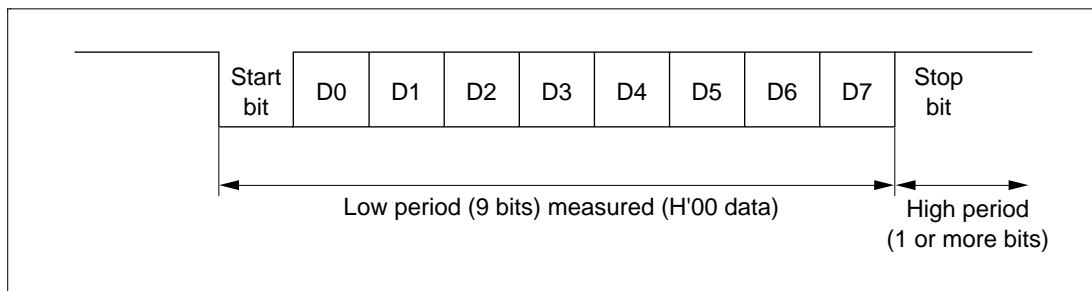 Start
bit
D0 D1 D2 D3 D4 D5 D6 D7
Stop
bit
Low period (9 bits) measured (H'00 data)
High period
(1 or more bits)